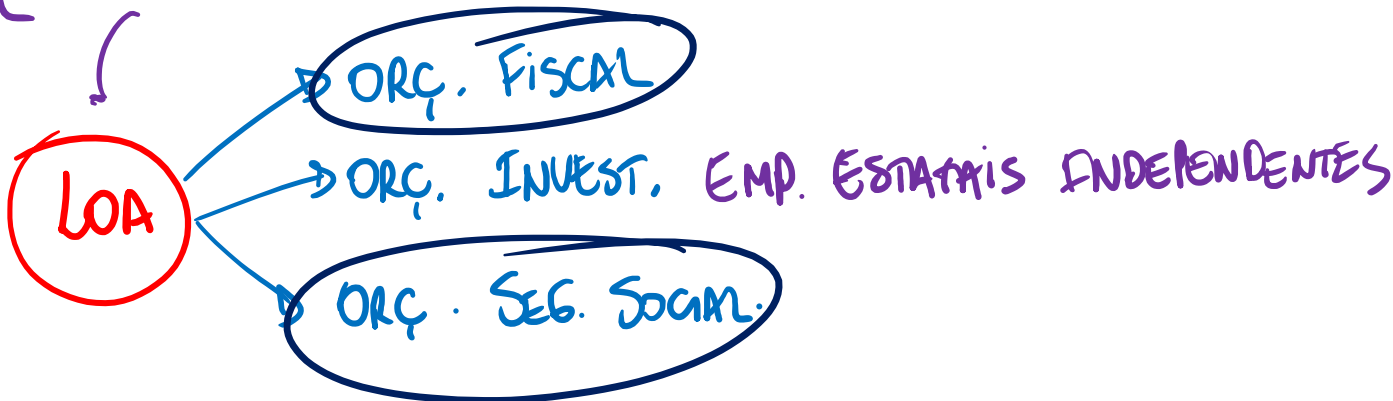 ORÇ. FISCAL
ORÇ. INVEST. EMP. ESTATAIS INDEPENDENTES
LOA
ORÇ. SEG. SOCIAL.